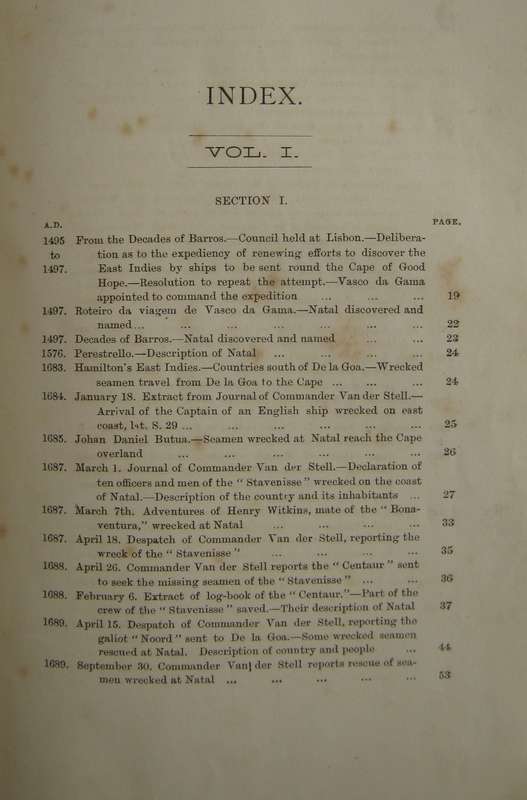 INDEX.
VOL. I.
SECTION I.
A.D. PAGE.
1495 From the Decades of Barros.—Council held at Lisbon.—Delibera-
to tion as to the expediency of renewing efforts to discover the
1497. East Indies by ships to be sent round the Cape of Good
Hope.—Resolution to repeat the attempt.—Vasco da Gama
appointed to command the expedition ... ... ... 19
1497. Roteiro da viagem de Vasco da Gama.—Natal discovered and
named ... ... ... ... ... ... ... 22
1497. Decades of Barros.—Natal discovered and named ... ... 23
1576. Perestrello.—Description of Natal ... ... ... ... 24
1683. Hamilton's East Indies.—Countries south of De la Goa.—Wrecked
seamen travel from De la Goa to the Cape ... ... ... 24
1684. January 18. Extract from Journal of Commander Van der Stell.—
Arrival of the Captain of an English ship wrecked on east
coast, lat. S. 29 ... ... ... ... ... ... 25
1685. Johan Daniel Butua.—Seamen wrecked at Natal reach the Cape
overland ... ... ... ... ... ... 26
1687. March 1. Journal of Commander Van der Stell.—Declaration of
ten officers and men of the " Stavenisse " wrecked on the coast
of Natal.—Description of the country and its inhabitants ... 27
1687. March 7th. Adventures of Henry Witkins, mate of the " Bona-
ventura," wrecked at Natal ... ... ... ... 33
1687. April 18. Despatch of Commander Van der Stell, reporting the
wreck of the " Stavenisse " ... ... ... ... 35
1688. April 26. Commander Van der Stell reports the " Centaur " sent
to seek the missing seamen of the " Stavenisse " ... ... 36
1688. February 6. Extract of log-book of the " Centaur."—Part of the
crew of the " Stavenisse " saved.—Their description of Natal 37
1689. April 15. Despatch of Commander Van der Stell, reporting the
galiot " Noord " sent to De la Goa.—Some wrecked seamen
rescued at Natal. Description of country and people ... 44
1689. September 30. Commander Van der Stell reports rescue of sea-
men wrecked at Natal ... ... ... ... ... 53